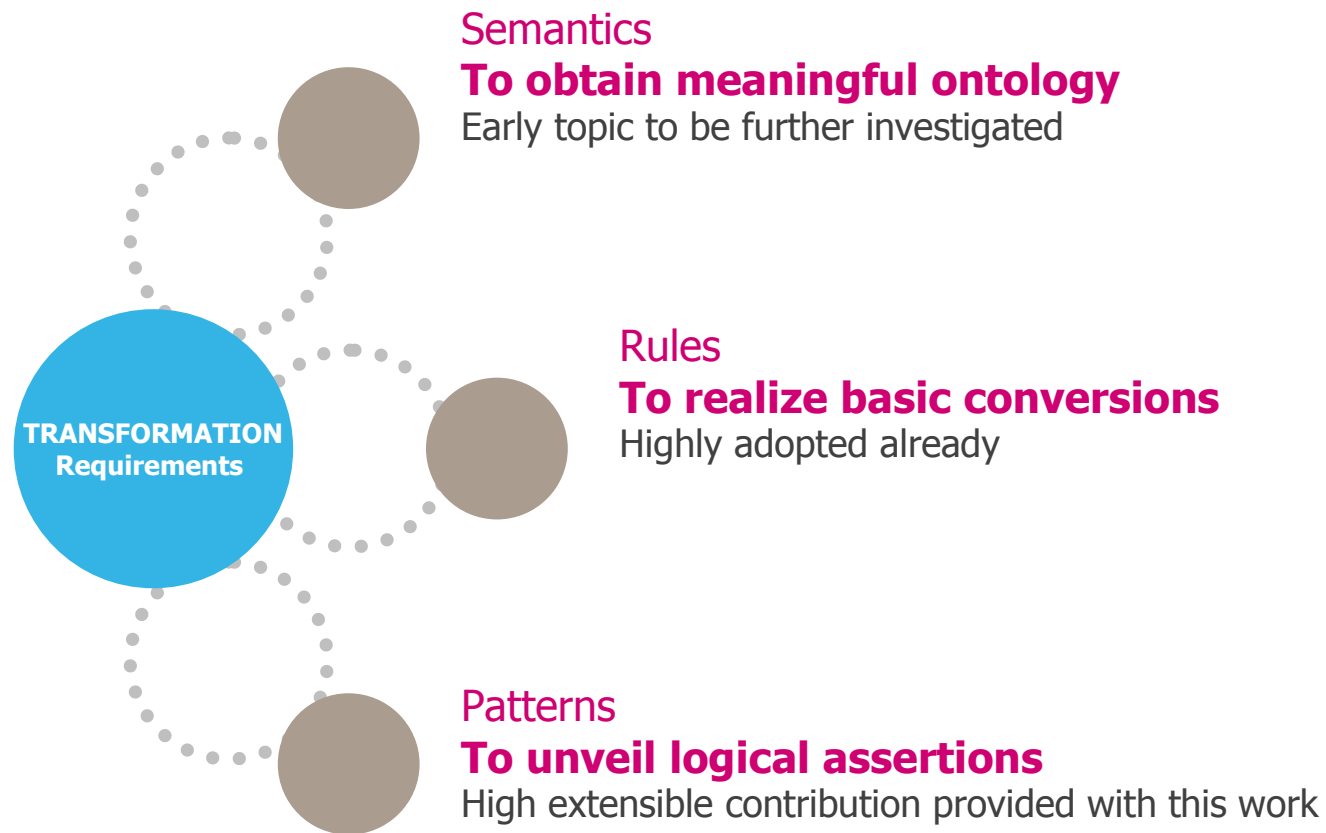 Semantics
To obtain meaningful ontology
Early topic to be further investigated
TRANSFORMATION
Requirements
Rules
To realize basic conversions
Highly adopted already
Patterns
To unveil logical assertions
High extensible contribution provided with this work